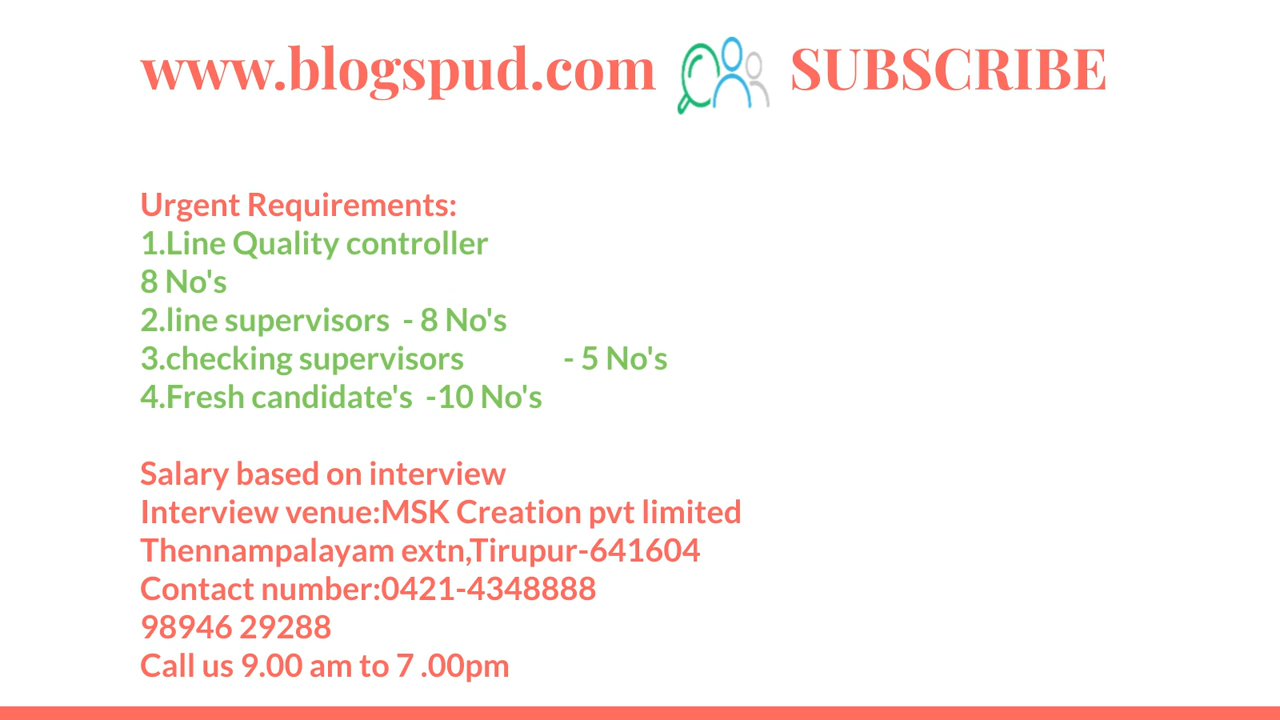 www.blogspud.com SUBSCRIBE
Urgent Requirements:
1.Line Quality controller
8 No's
2.line supervisors - 8 No's
3.checking supervisors - 5 No's
4.Fresh candidate's -10 No's
Salary based on interview
Interview venue:MSK Creation pvt limited
Thennampalayam extn,Tirupur-641604
Contact number:0421-4348888
98946 29288
Call us 9.00 am to 7 .00pm